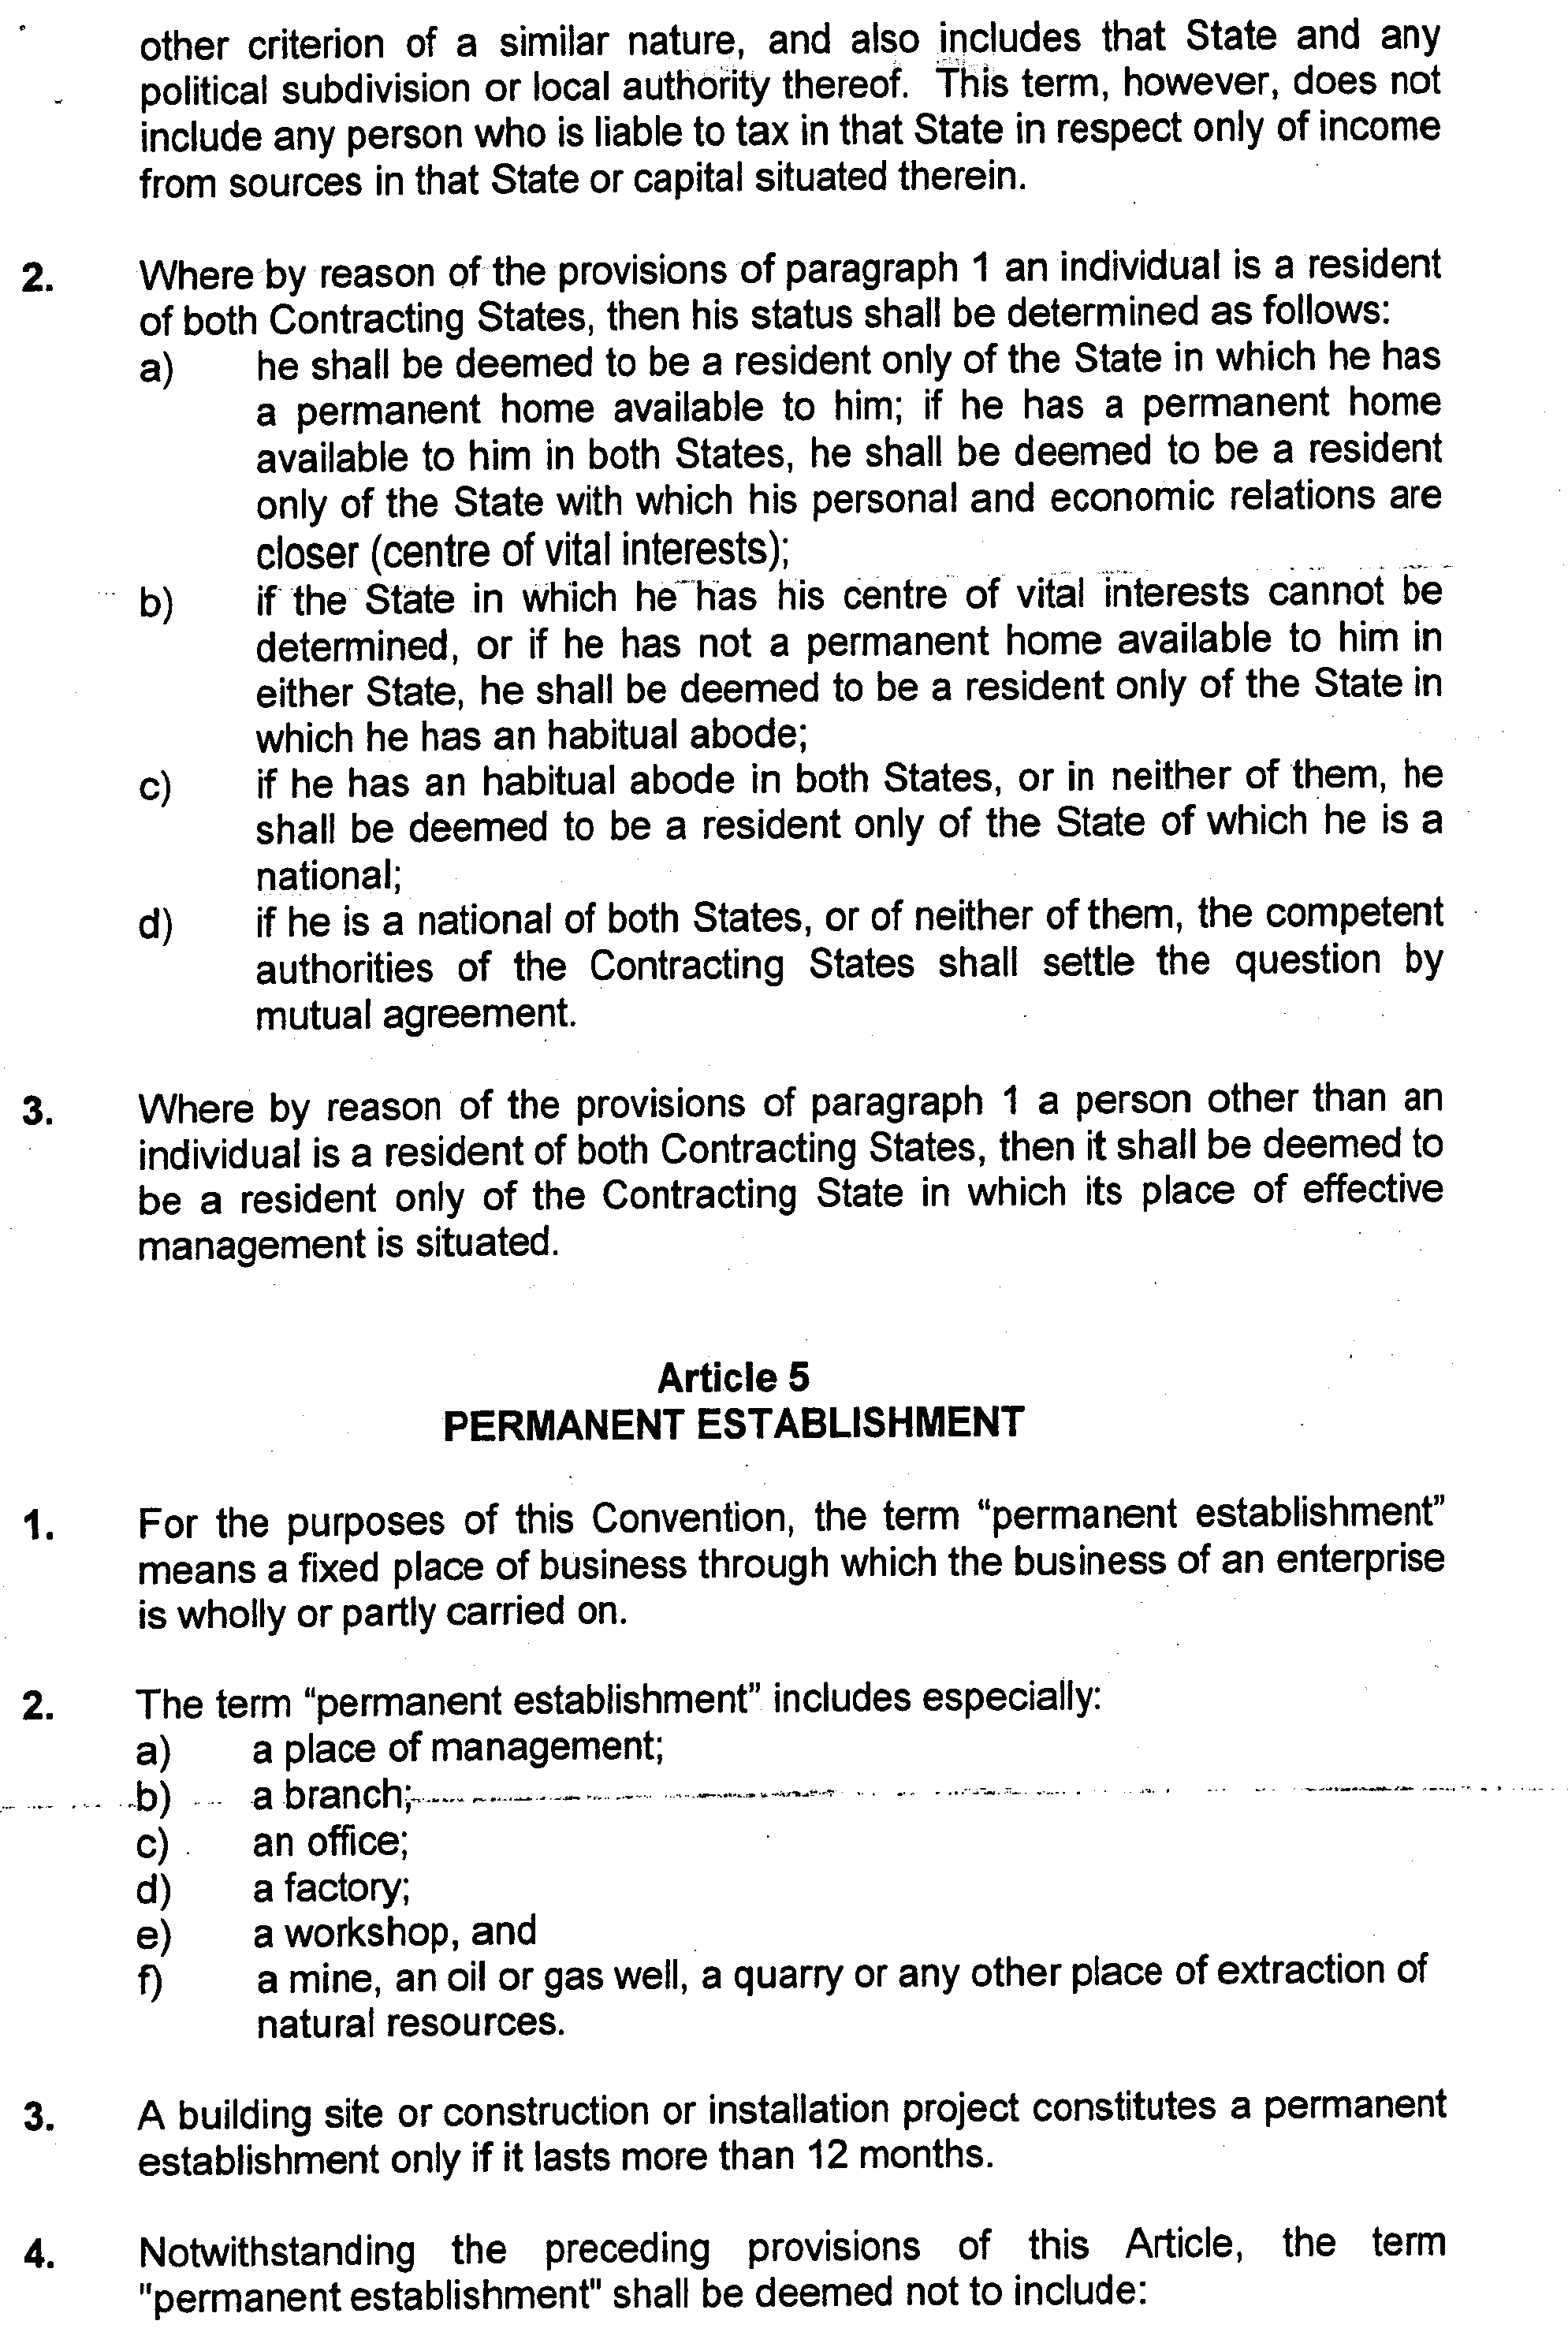 other criterion of a similar nature, and also includes that State and any
political subdivision or local authority thereof. This term, however, does not
include any person who is liable to tax in that State in respect only of income
from sources in that State or capital situated therein.
2. Where by reason of the provisions of paragraph 1 an individual is a resident
of both Contracting States, then his status shall be determined as follows:
a) he shall be deemed to be a resident only of the State in which he has
a permanent home available to him; if he has a permanent home
available to him in both States, he shall be deemed to be a resident
only of the State with which his personal and economic relations are
closer (centre of vital interests);
b) if the State in which he has his centre of vital interests cannot be
determined, or if he has not a permanent home available to him in
either State, he shall be deemed to be a resident only of the State in
which he has an habitual abode;
c) if he has an habitual abode in both States, or in neither of them, he
shall be deemed to be a resident only of the State of which he is a
national;
d) if he is a national of both States, or of neither of them, the competent
authorities of the Contracting States shall settle the question by
mutual agreement.
3. Where by reason of the provisions of paragraph 1 a person other than an
individual is a resident of both Contracting States, then it shall be deemed to
be a resident only of the Contracting State in which its place of effective
management is situated.
Article 5
PERMANENT ESTABLISHMENT
1. For the purposes of this Convention, the term “permanent establishment”
means a fixed place of business through which the business of an enterprise
is wholly or partly carried on.
2. The term “permanent establishment” includes especially:
a) a place of management;
b) a branch;
c) an office;
d) a factory;
e) a workshop, and
f) a mine, an oil or gas well, a quarry or any other place of extraction of
natural resources.
3. A building site or construction or installation project constitutes a permanent
establishment only if it lasts more than 12 months.
4. Notwithstanding the preceding provisions of this Article, the term
"permanent establishment" shall be deemed not to include: